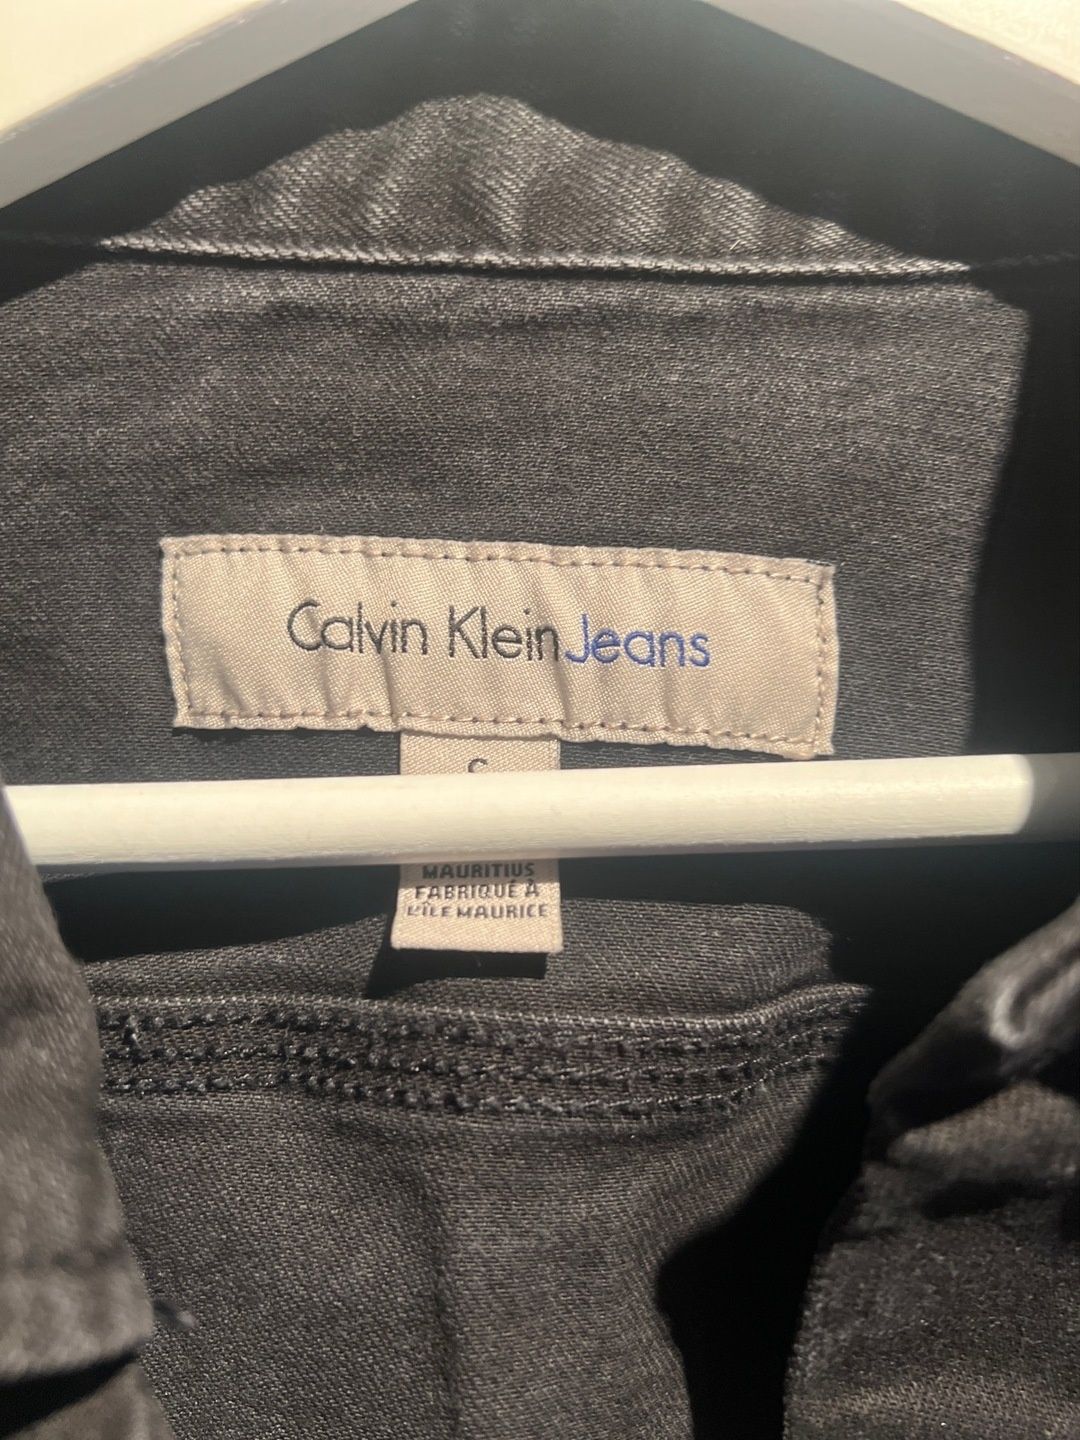 Calvin Klein Jeans
MAURITIUS
FABRIQUÉ À
L'ÎLE MAURICE